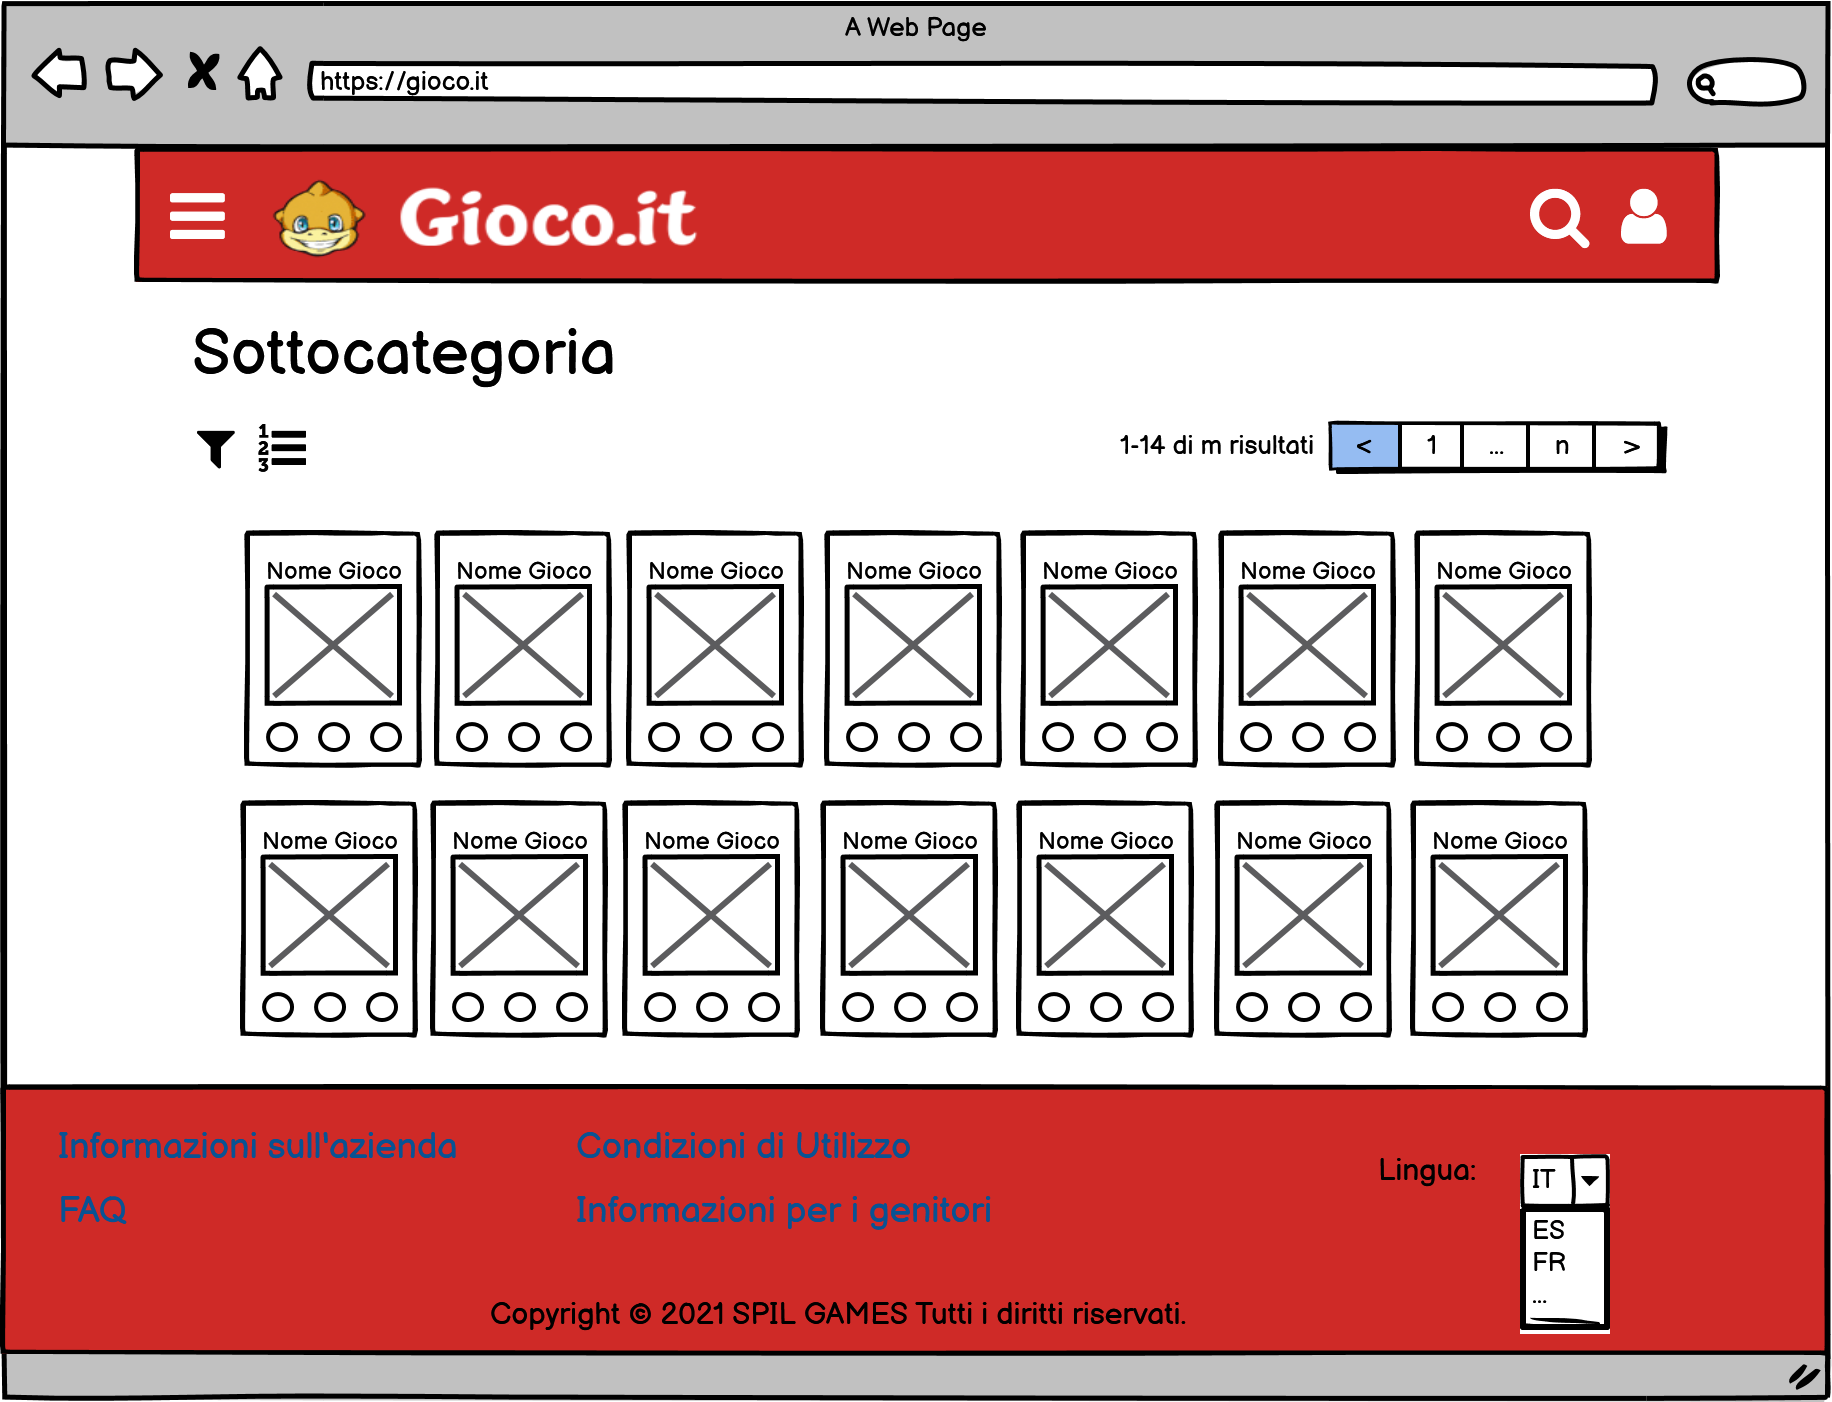 A Web Page
https://gioco.it
Gioco.it
Sottocategoria
1
2
3
1-14 di m risultati < 1 ... n >
Nome Gioco Nome Gioco Nome Gioco Nome Gioco Nome Gioco Nome Gioco Nome Gioco
Nome Gioco Nome Gioco Nome Gioco Nome Gioco Nome Gioco Nome Gioco Nome Gioco
Informazioni sull'azienda Condizioni di Utilizzo
Lingua: IT
FAQ Informazioni per i genitori
ES
FR
...
Copyright © 2021 SPIL GAMES Tutti i diritti riservati.